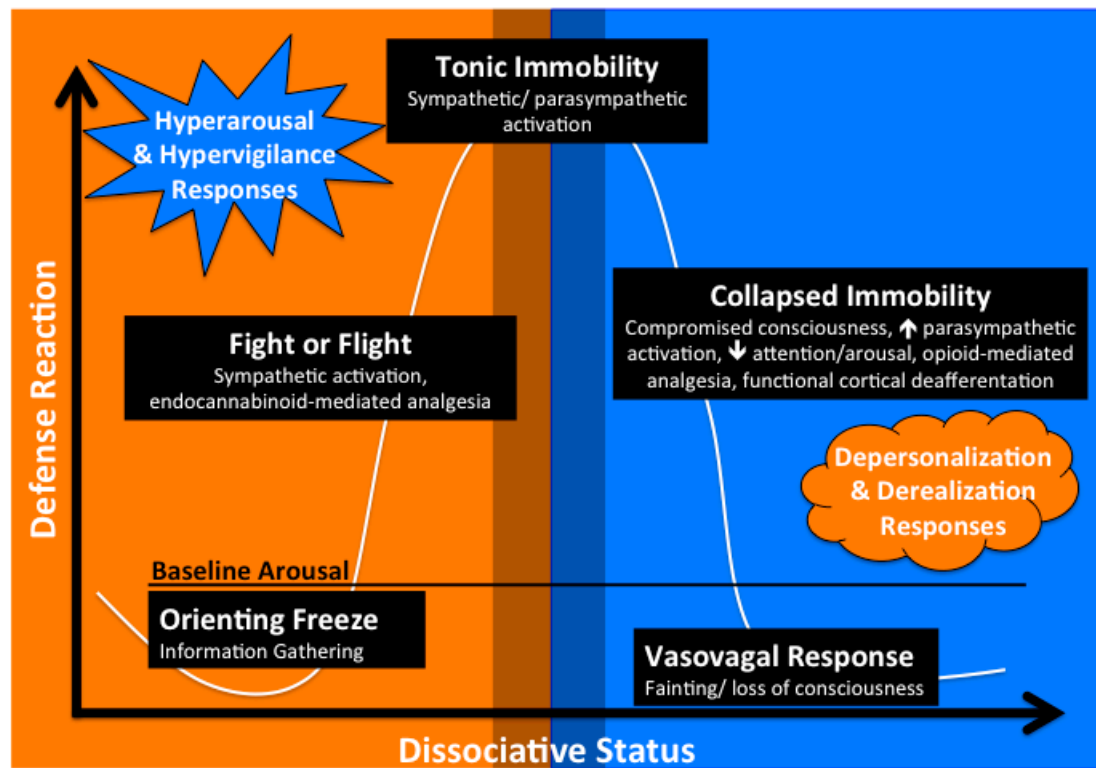 Tonic Immobility
Sympathetic/ parasympathetic
activation
Hyperarousal
& Hypervigilance
Responses
Defense Reaction
Fight or Flight
Sympathetic activation,
endocannabinoid-mediated analgesia
Collapsed Immobility
Compromised consciousness, ⬆ parasympathetic
activation, ⬇ attention/arousal, opioid-mediated
analgesia, functional cortical deafferentation
Depersonalization
& Derealization
Responses
Baseline Arousal
Orienting Freeze
Information Gathering
Vasovagal Response
Fainting/ loss of consciousness
Dissociative Status